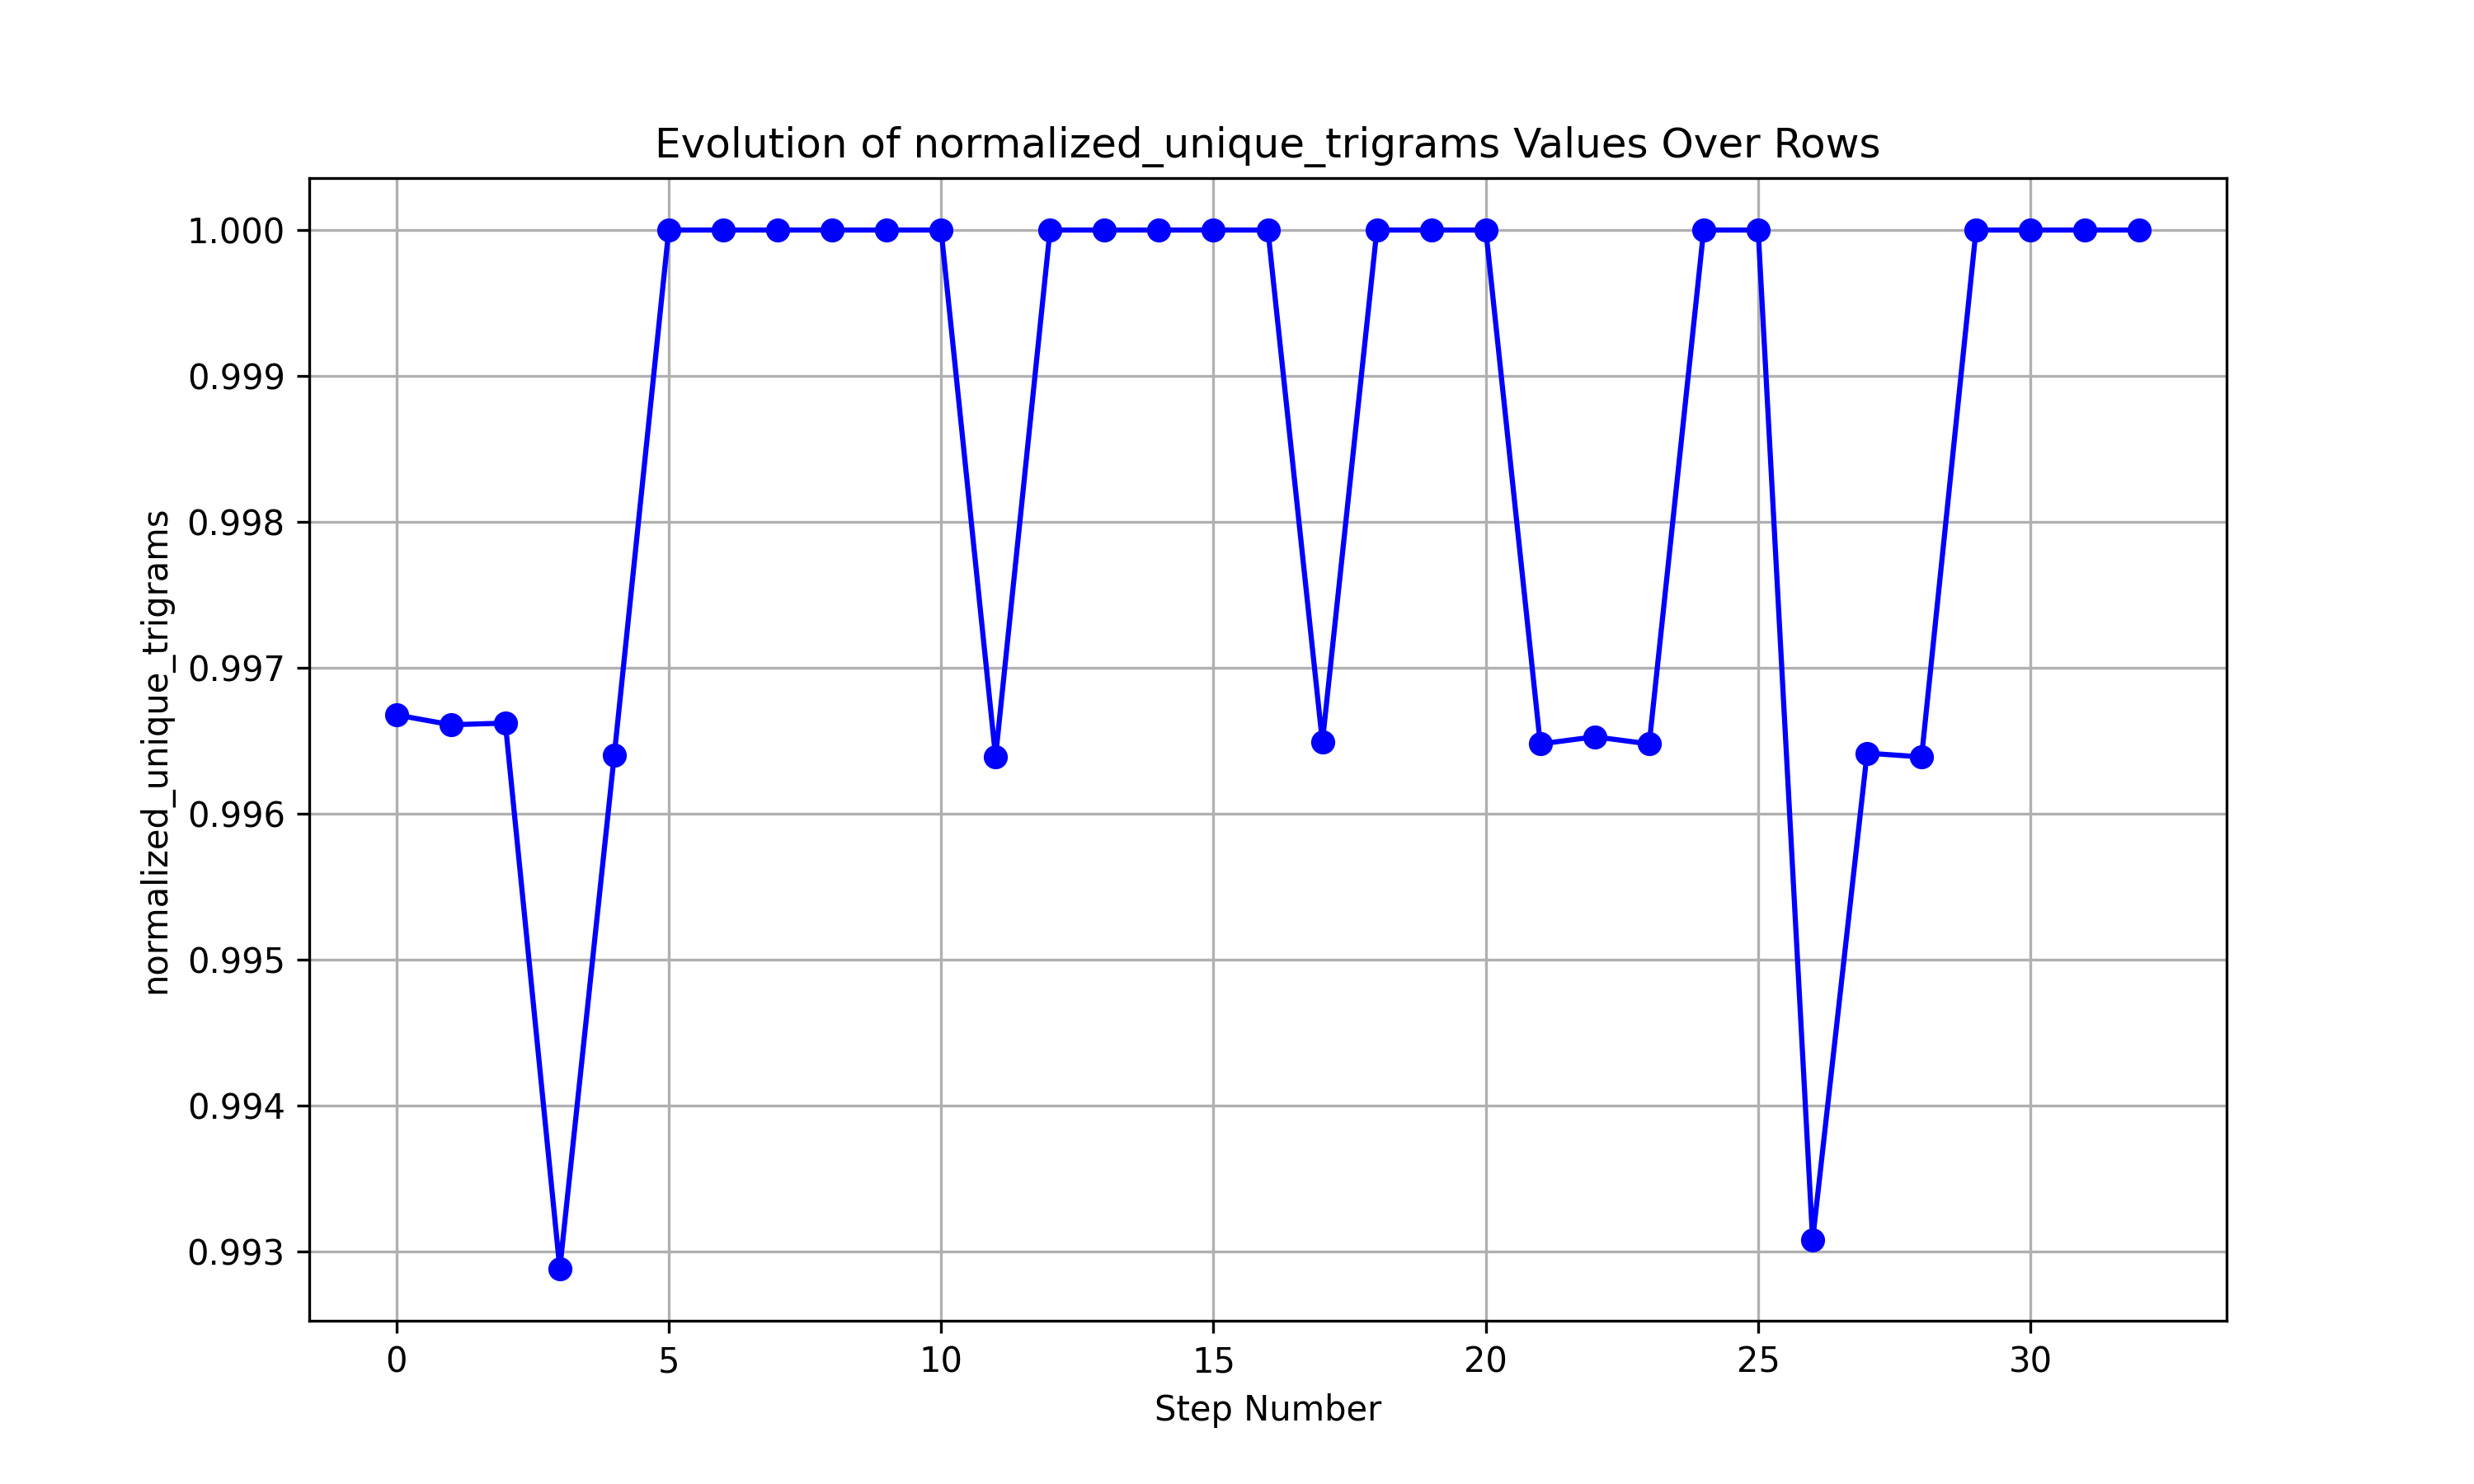 Evolution of normalized_unique_trigrams Values Over Rows
normalized_unique_trigrams
1.000
0.999
0.998
0.997
0.996
0.995
0.994
0.993
0 5 10 15 20 25 30
Step Number